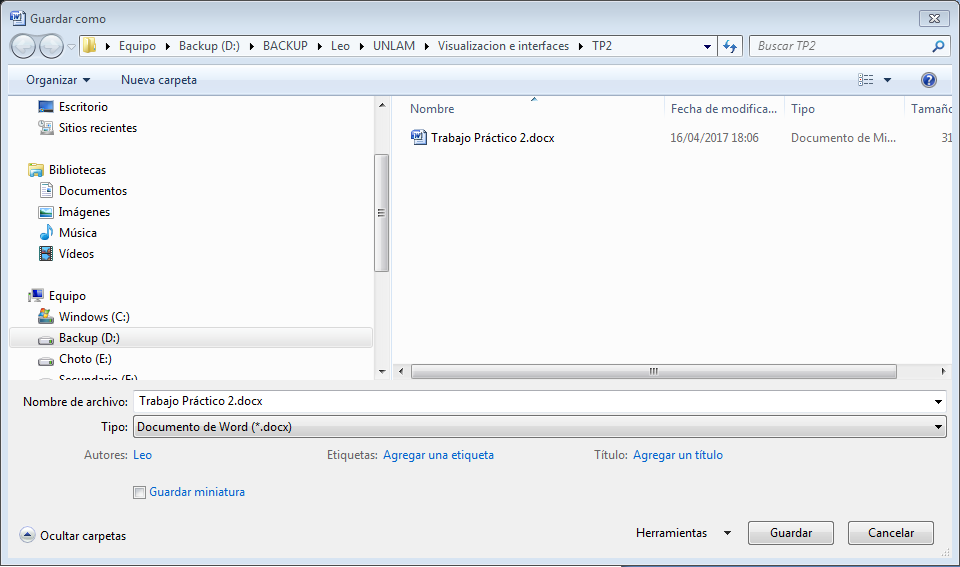 Guardar como
Equipo Backup (D:) BACKUP Leo UNLAM Visualizacion e interfaces TP2
Buscar TP2
Organizar Nueva carpeta
Escritorio
Sitios recientes
Bibliotecas
Documentos
Imágenes
Música
Vídeos
Equipo
Windows (C:)
Backup (D:)
Choto (E:)
Secundario (F:)
Nombre Fecha de modifica... Tipo Tamaño
Trabajo Práctico 2.docx 16/04/2017 18:06 Documento de Mi... 31
Nombre de archivo: Trabajo Práctico 2.docx
Tipo: Documento de Word (*.docx)
Autores: Leo Etiquetas: Agregar una etiqueta Título: Agregar un título
Guardar miniatura
Ocultar carpetas Herramientas Guardar Cancelar